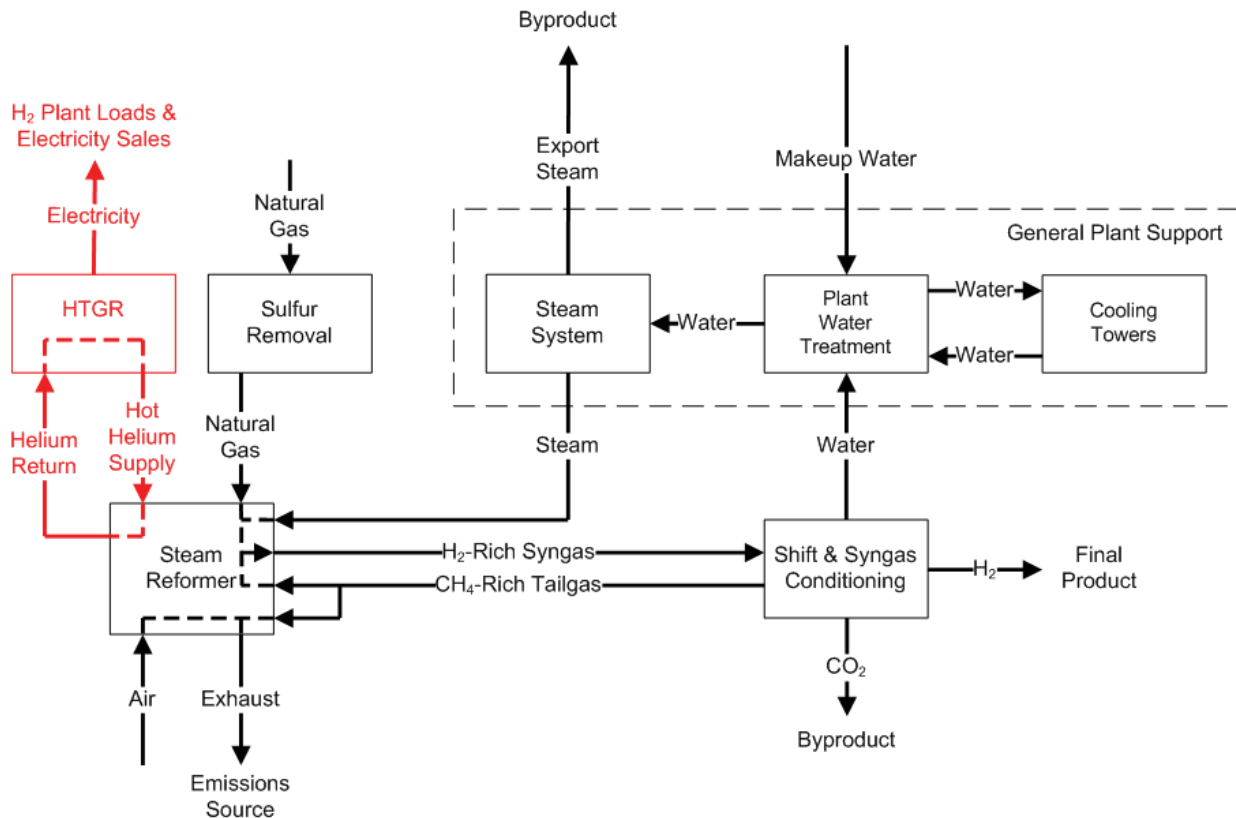 Byproduct
H₂ Plant Loads &
Electricity Sales
Export
Steam
Makeup Water
Electricity
Natural
Gas
General Plant Support
HTGR
Sulfur
Removal
Steam
System
Water
Plant
Water
Treatment
Water
Water
Cooling
Towers
Helium
Return
Hot
Helium
Supply
Natural
Gas
Steam
Water
Steam
Reformer
H₂-Rich Syngas
CH₄-Rich Tailgas
Shift & Syngas
Conditioning
H₂
Final
Product
Air
Exhaust
CO₂
Byproduct
Emissions
Source